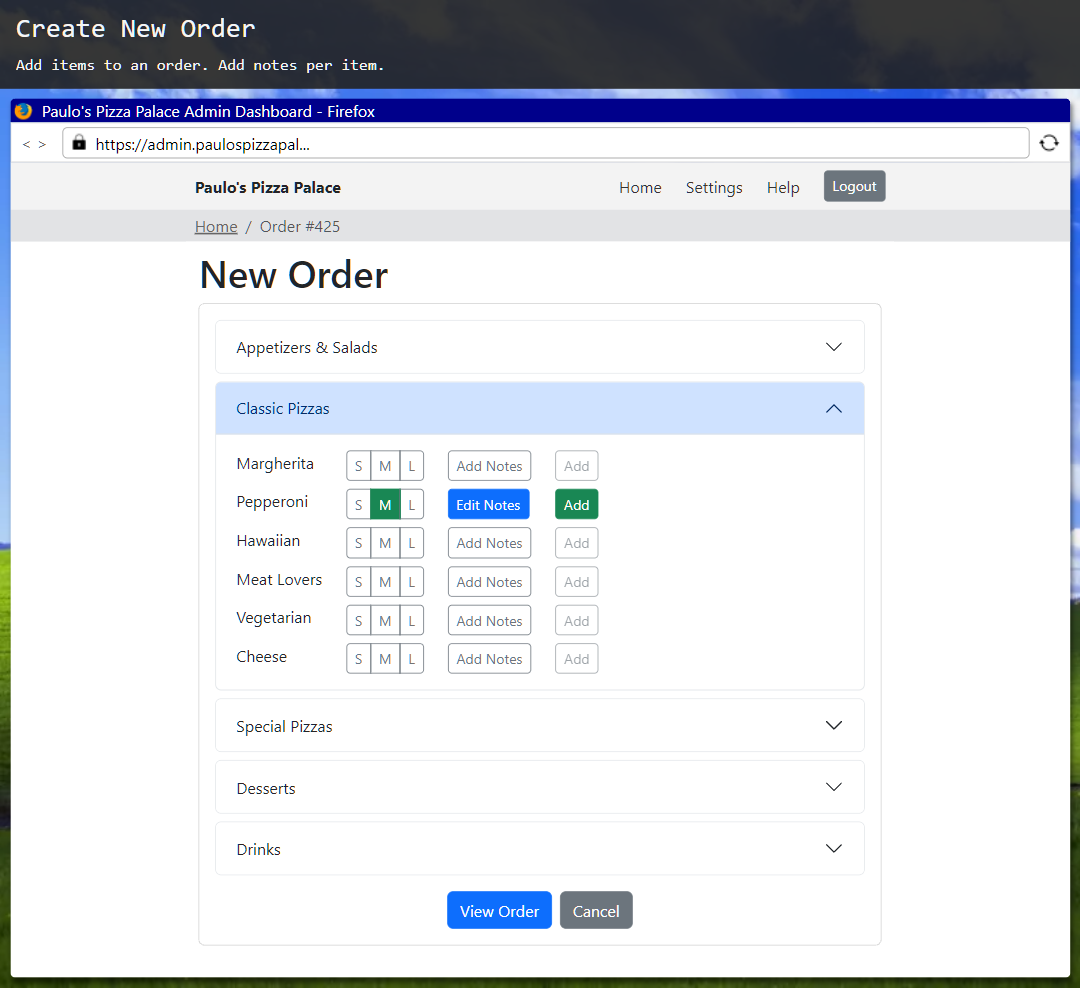 Create New Order
Add items to an order. Add notes per item.
Paulo's Pizza Palace Admin Dashboard - Firefox
< > https://admin.paulospizzapal...
Paulo's Pizza Palace Home Settings Help Logout
Home / Order #425
New Order
Appetizers & Salads
Classic Pizzas
Margherita S M L Add Notes Add
Pepperoni S M L Edit Notes Add
Hawaiian S M L Add Notes Add
Meat Lovers S M L Add Notes Add
Vegetarian S M L Add Notes Add
Cheese S M L Add Notes Add
Special Pizzas
Desserts
Drinks
View Order Cancel